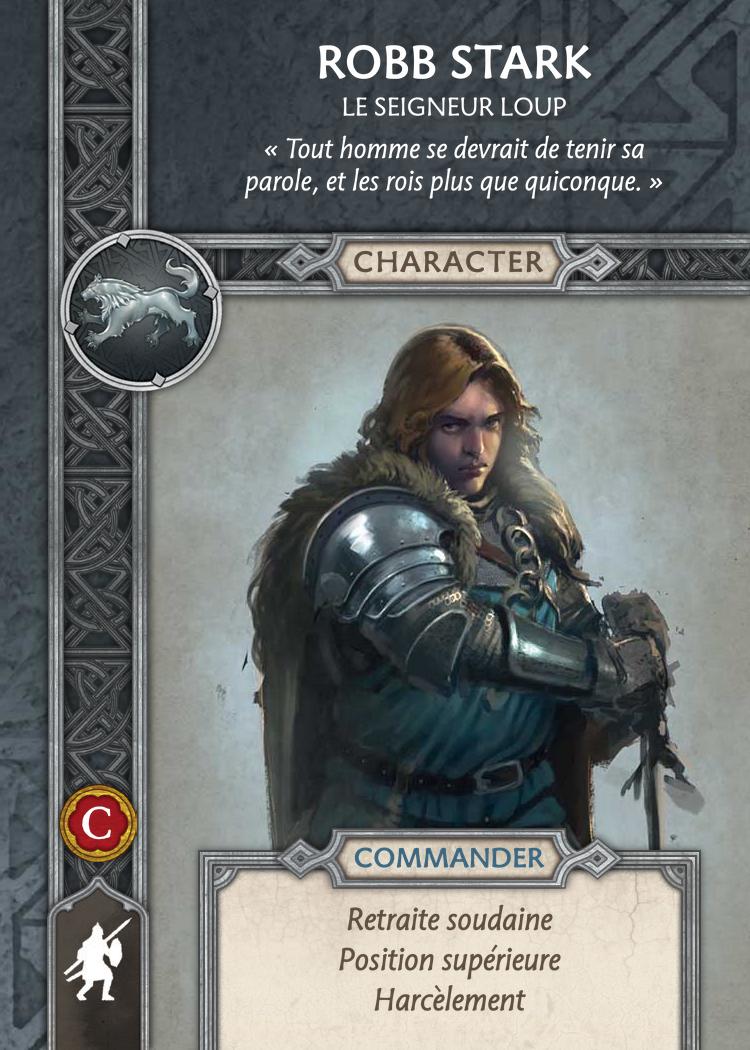 ROBB STARK
LE SEIGNEUR LOUP
« Tout homme se devrait de tenir sa
parole, et les rois plus que quiconque. »
CHARACTER
C
COMMANDER
Retraite soudaine
Position supérieure
Harcèlement